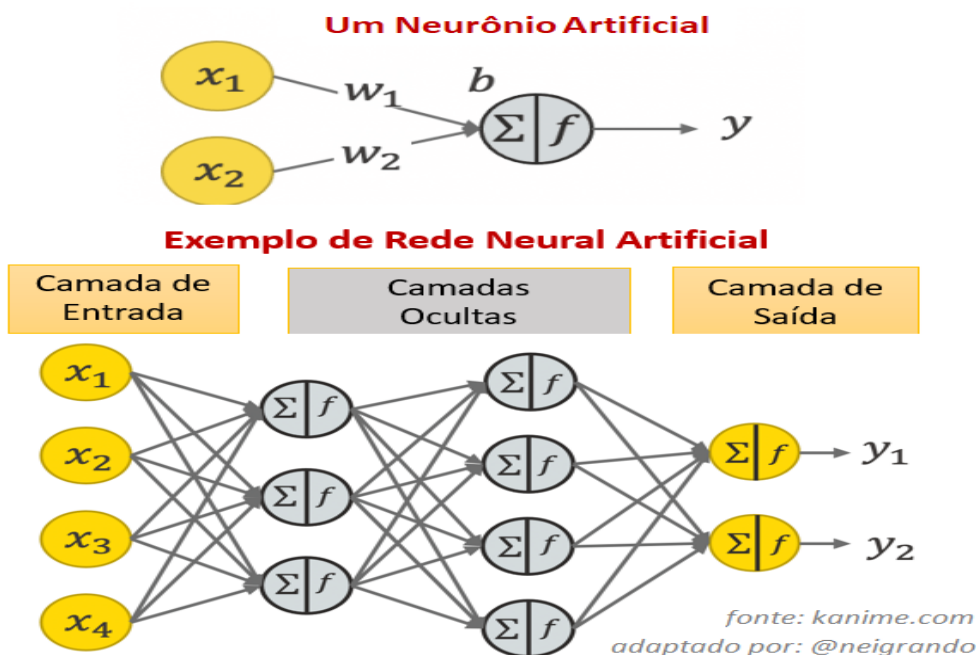 Um Neurônio Artificial
x₁
w₁
b
Σ f
y
w₂
x₂
Exemplo de Rede Neural Artificial
Camada de
Entrada
Camadas
Ocultas
Camada de
Saída
x₁
x₂
x₃
x₄
Σ f
Σ f
Σ f
Σ f
Σ f
Σ f
Σ f
Σ f y₁
Σ f y₂
fonte: kanime.com
adaptado por: @neigrando